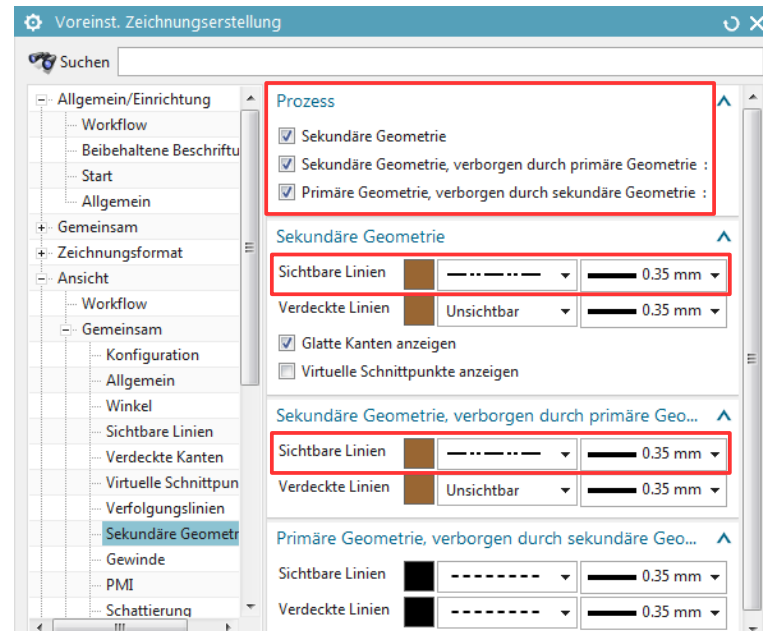 Voreinst. Zeichnungserstellung
Suchen
Allgemein/Einrichtung
Workflow
Beibehaltene Beschriftu
Start
Allgemein
Gemeinsam
Zeichnungsformat
Ansicht
Workflow
Gemeinsam
Konfiguration
Allgemein
Winkel
Sichtbare Linien
Verdeckte Kanten
Virtuelle Schnittpun
Verfolgungslinien
Sekundäre Geometr
Gewinde
PMI
Schattierung
Prozess
Sekundäre Geometrie
Sekundäre Geometrie, verborgen durch primäre Geometrie :
Primäre Geometrie, verborgen durch sekundäre Geometrie :
Sekundäre Geometrie
Sichtbare Linien 0.35 mm
Verdeckte Linien Unsichtbar 0.35 mm
Glatte Kanten anzeigen
Virtuelle Schnittpunkte anzeigen
Sekundäre Geometrie, verborgen durch primäre Geo...
Sichtbare Linien 0.35 mm
Verdeckte Linien Unsichtbar 0.35 mm
Primäre Geometrie, verborgen durch sekundäre Geo...
Sichtbare Linien 0.35 mm
Verdeckte Linien 0.35 mm